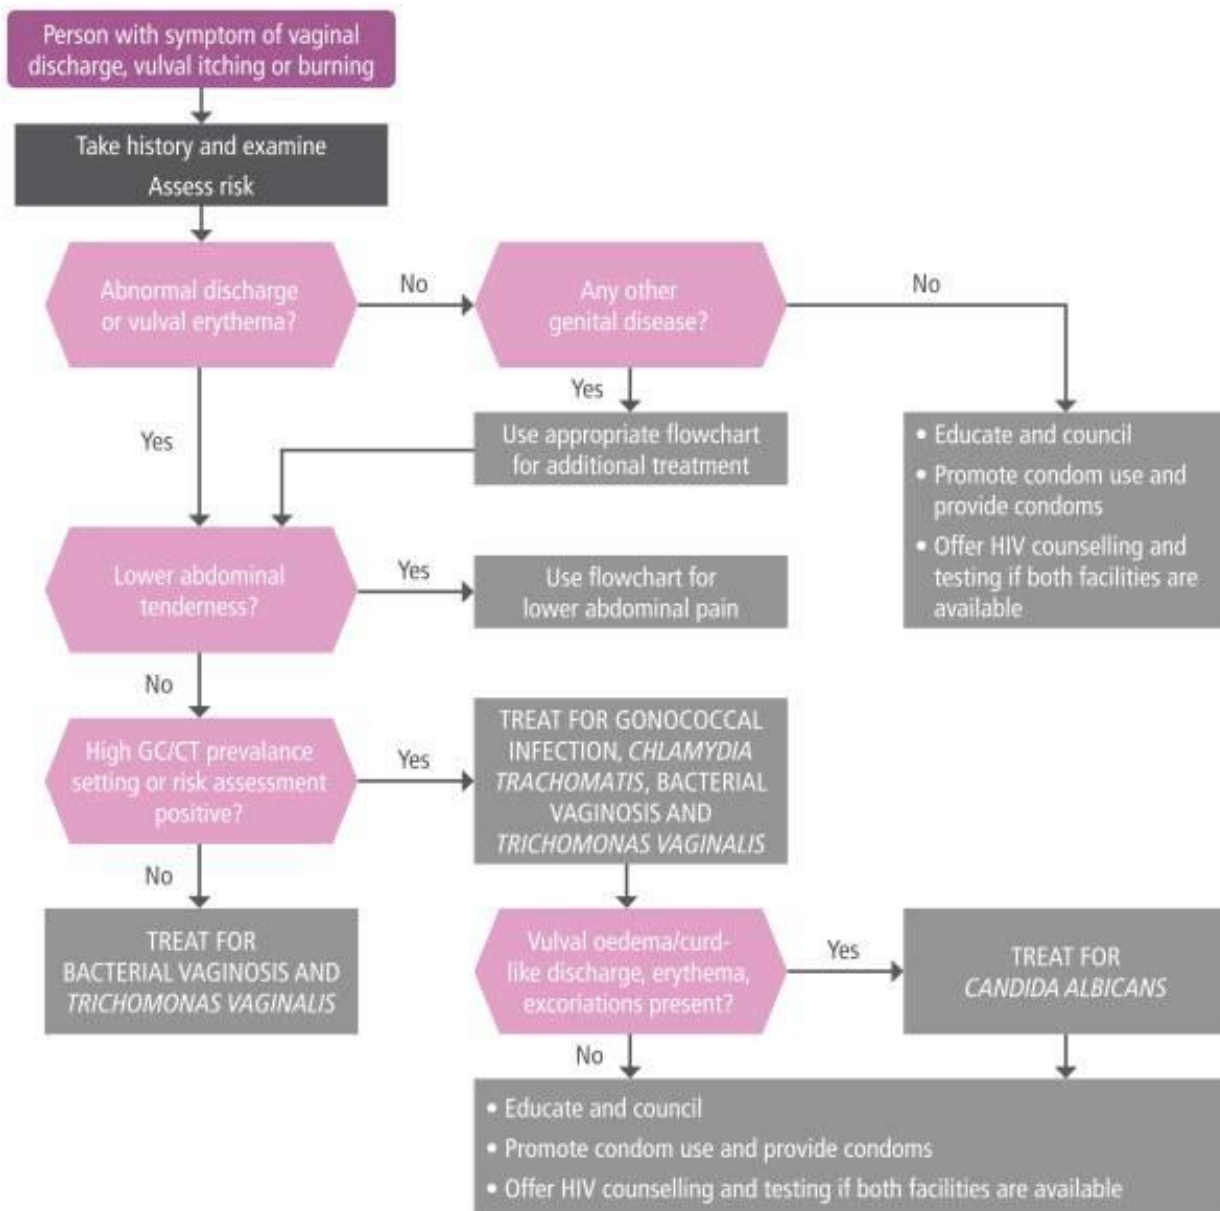 Person with symptom of vaginal
discharge, vulval itching or burning
Take history and examine
Assess risk
Abnormal discharge
or vulval erythema?
No
Any other
genital disease?
No
Yes
Yes
Use appropriate flowchart
for additional treatment
• Educate and council
• Promote condom use and
provide condoms
• Offer HIV counselling and
testing if both facilities are
available
Lower abdominal
tenderness?
Yes
Use flowchart for
lower abdominal pain
No
High GC/CT prevalance
setting or risk assessment
positive?
Yes
TREAT FOR GONOCOCCAL
INFECTION, CHLAMYDIA
TRACHOMATIS, BACTERIAL
VAGINOSIS AND
TRICHOMONAS VAGINALIS
No
TREAT FOR
BACTERIAL VAGINOSIS AND
TRICHOMONAS VAGINALIS
Vulval oedema/curd-
like discharge, erythema,
excoriations present?
Yes
TREAT FOR
CANDIDA ALBICANS
No
• Educate and council
• Promote condom use and provide condoms
• Offer HIV counselling and testing if both facilities are available